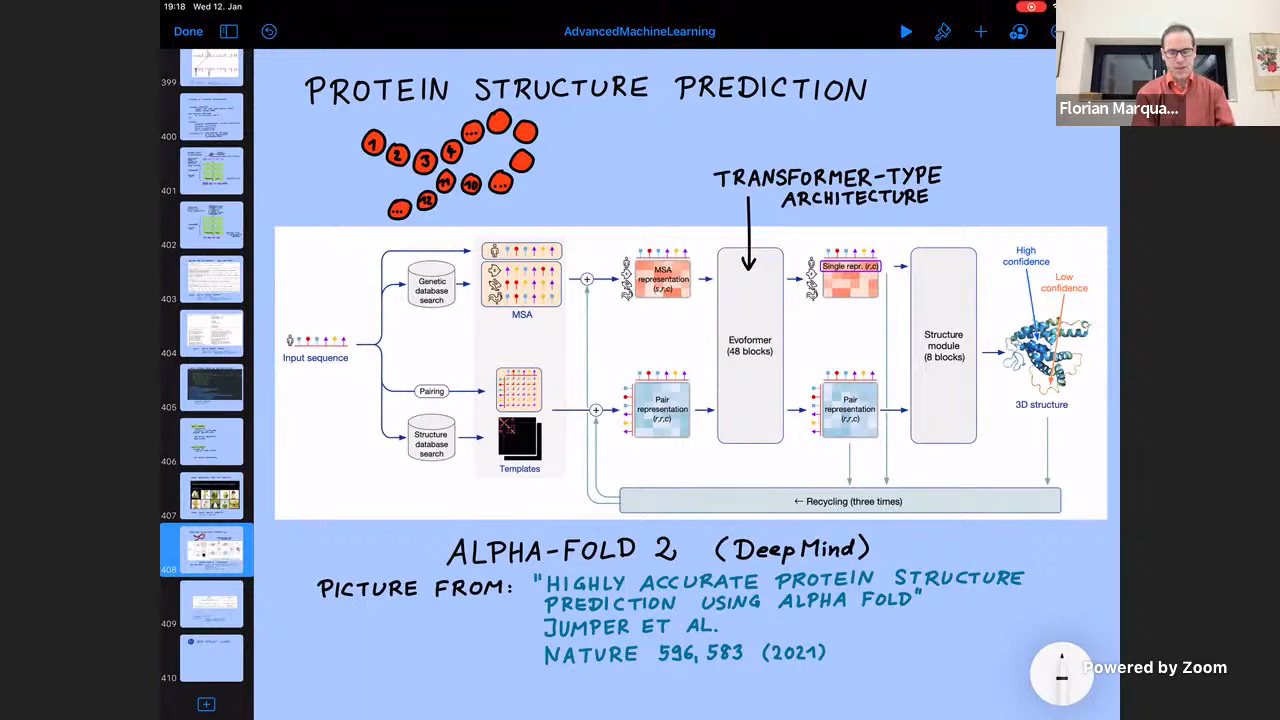 19:18 Wed 12. Jan
Done
AdvancedMachineLearning
Florian Marqua...
399
400
401
402
403
404
405
406
407
408
409
410
PROTEIN STRUCTURE PREDICTION
1 2 3 4 ...
11 10 ...
... 12
TRANSFORMER-TYPE
ARCHITECTURE
Input sequence
Genetic
database
search
MSA
Pairing
Structure
database
search
Templates
+
+
MSA
representation
(s,r,c)
Pair
representation
(r,r,c)
Evoformer
(48 blocks)
Single repr. (r,c)
Pair
representation
(r,r,c)
Structure
module
(8 blocks)
High
confidence
Low
confidence
3D structure
← Recycling (three times)
ALPHA-FOLD 2 (DeepMind)
PICTURE FROM: "HIGHLY ACCURATE PROTEIN STRUCTURE
PREDICTION USING ALPHA FOLD"
JUMPER ET AL.
NATURE 596, 583 (2021)
Powered by Zoom